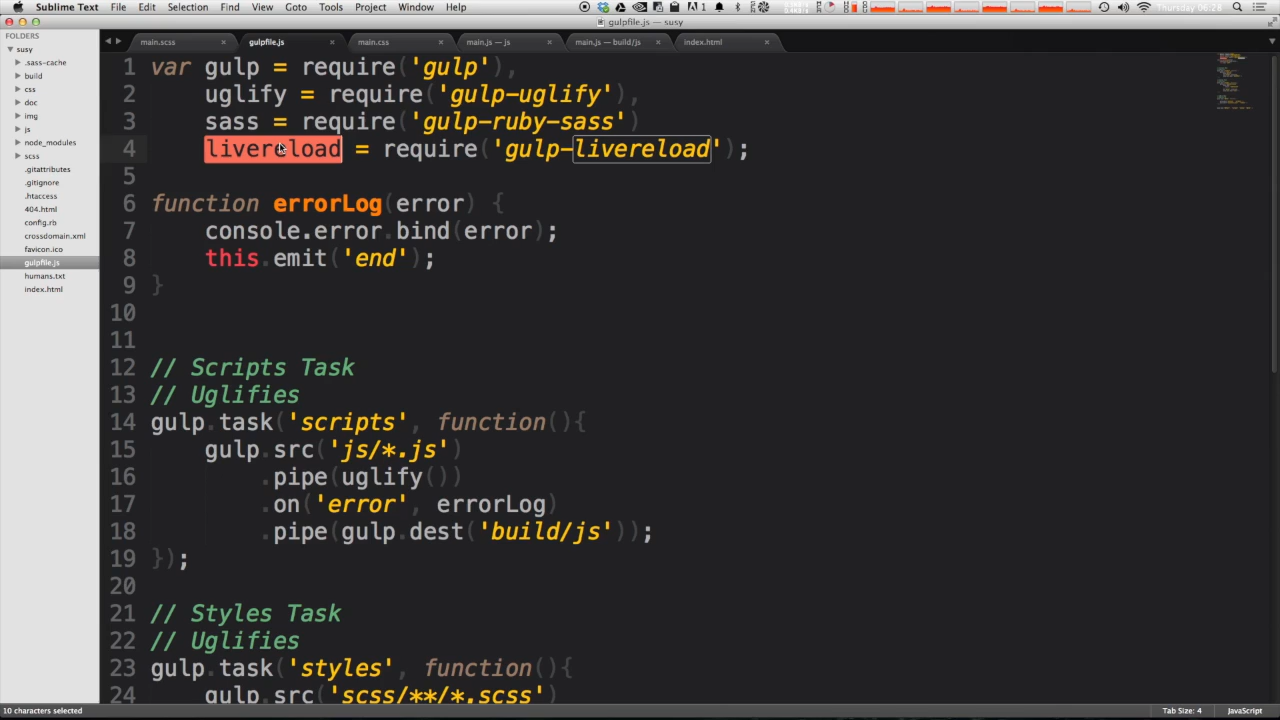 Sublime Text File Edit Selection Find View Goto Tools Project Window Help Thursday 06:28
gulpfile.js — susy
FOLDERS
susy
.sass-cache
build
css
doc
img
js
node_modules
scss
.gitattributes
.gitignore
.htaccess
404.html
config.rb
crossdomain.xml
favicon.ico
gulpfile.js
humans.txt
index.html
main.scss gulpfile.js main.css main.js — js main.js — build/js index.html
1 var gulp = require('gulp'),
2 uglify = require('gulp-uglify'),
3 sass = require('gulp-ruby-sass')
4 livereload = require('gulp-livereload');
5
6 function errorLog(error) {
7 console.error.bind(error);
8 this.emit('end');
9 }
10
11
12 // Scripts Task
13 // Uglifies
14 gulp.task('scripts', function(){
15 gulp.src('js/*.js')
16 .pipe(uglify())
17 .on('error', errorLog)
18 .pipe(gulp.dest('build/js'));
19 });
20
21 // Styles Task
22 // Uglifies
23 gulp.task('styles', function(){
24 gulp.src('scss/**/*.scss')
10 characters selected Tab Size: 4 JavaScript